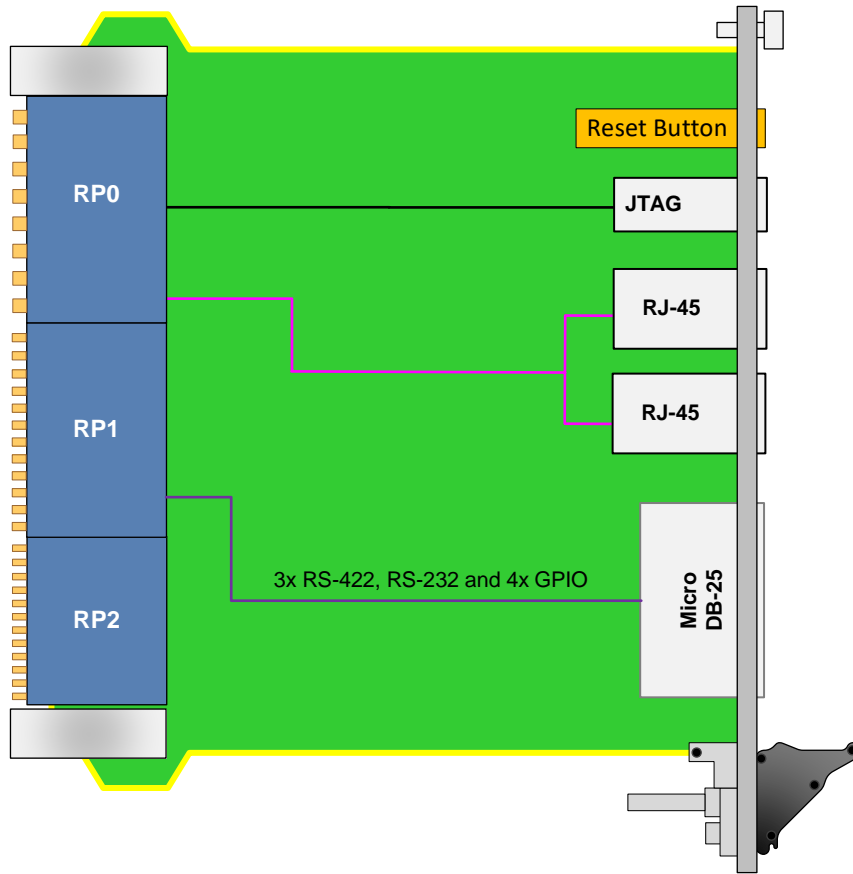 Reset Button
RP0
JTAG
RJ-45
RP1
RJ-45
3x RS-422, RS-232 and 4x GPIO
RP2
Micro
DB-25